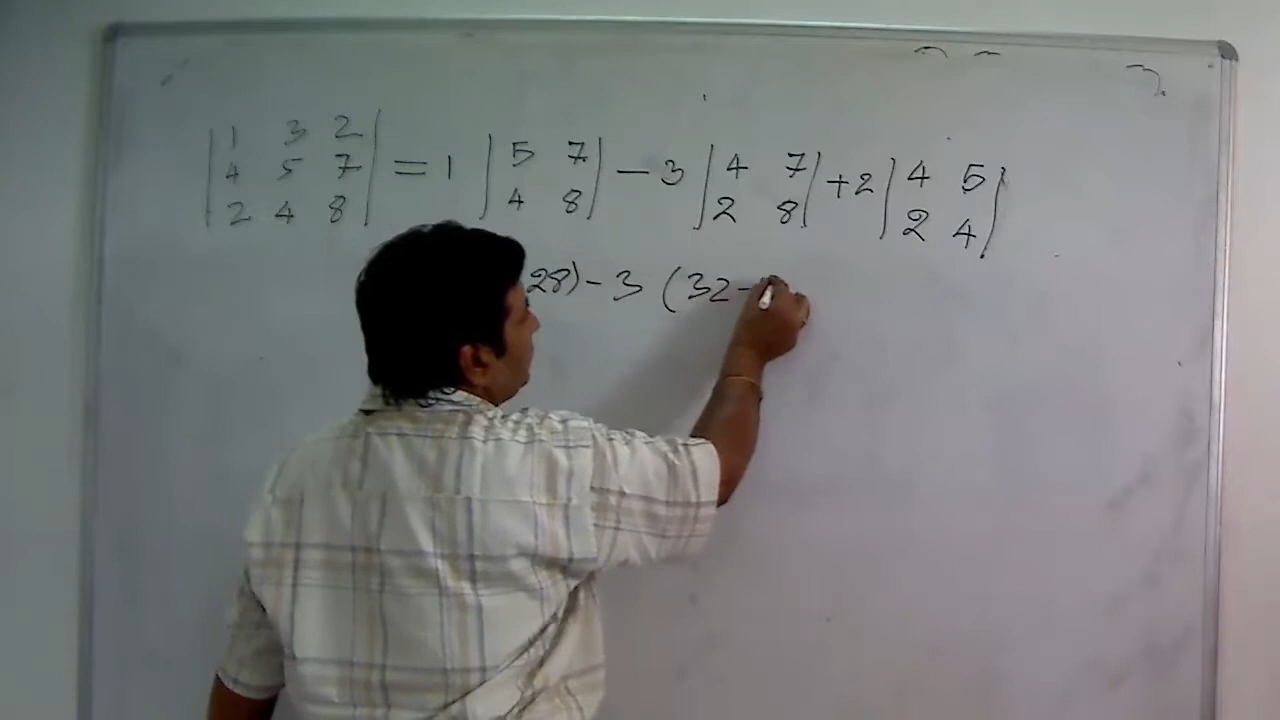 | 1 3 2 | = 1 | 5 7 | - 3 | 4 7 | + 2 | 4 5 |
| 4 5 7 | | 4 8 | | 2 8 | | 2 4 |
| 2 4 8 |
28) - 3 (32 -